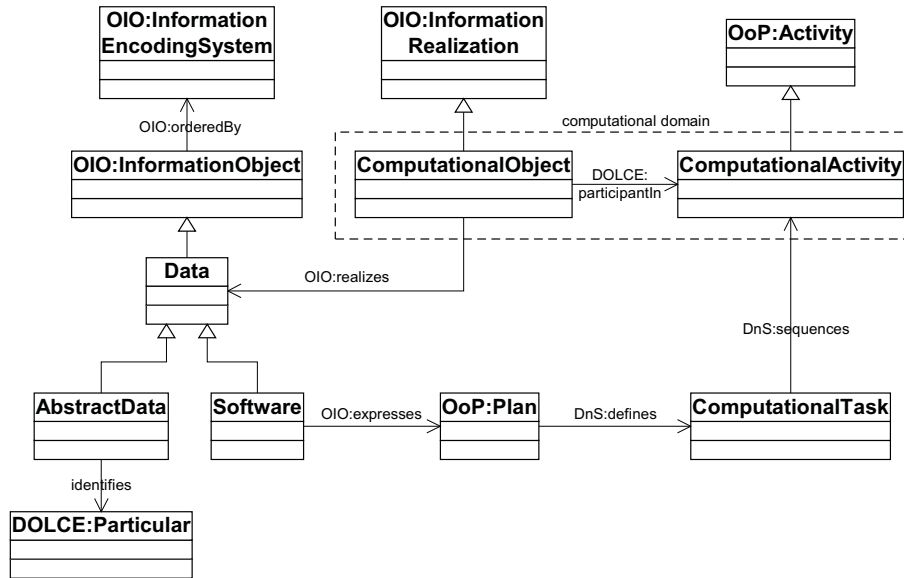 OIO:Information
EncodingSystem
OIO:Information
Realization
OoP:Activity
OIO:orderedBy
computational domain
OIO:InformationObject
ComputationalObject
DOLCE:
participantIn
ComputationalActivity
Data
OIO:realizes
DnS:sequences
AbstractData
Software
OIO:expresses
OoP:Plan
DnS:defines
ComputationalTask
identifies
DOLCE:Particular